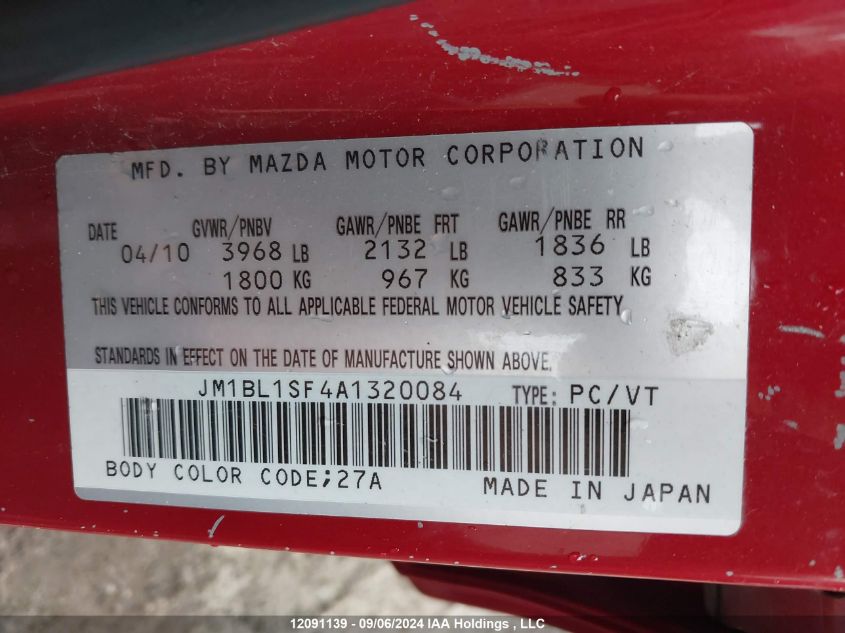 MFD. BY MAZDA MOTOR CORPORATION
DATE GVWR/PNBV GAWR/PNBE FRT GAWR/PNBE RR
04/10 3968 LB 2132 LB 1836 LB
1800 KG 967 KG 833 KG
THIS VEHICLE CONFORMS TO ALL APPLICABLE FEDERAL MOTOR VEHICLE SAFETY
STANDARDS IN EFFECT ON THE DATE OF MANUFACTURE SHOWN ABOVE.
JM1BL1SF4A1320084 TYPE: PC/VT
BODY COLOR CODE;27A
MADE IN JAPAN
12091139 - 09/06/2024 IAA Holdings, LLC